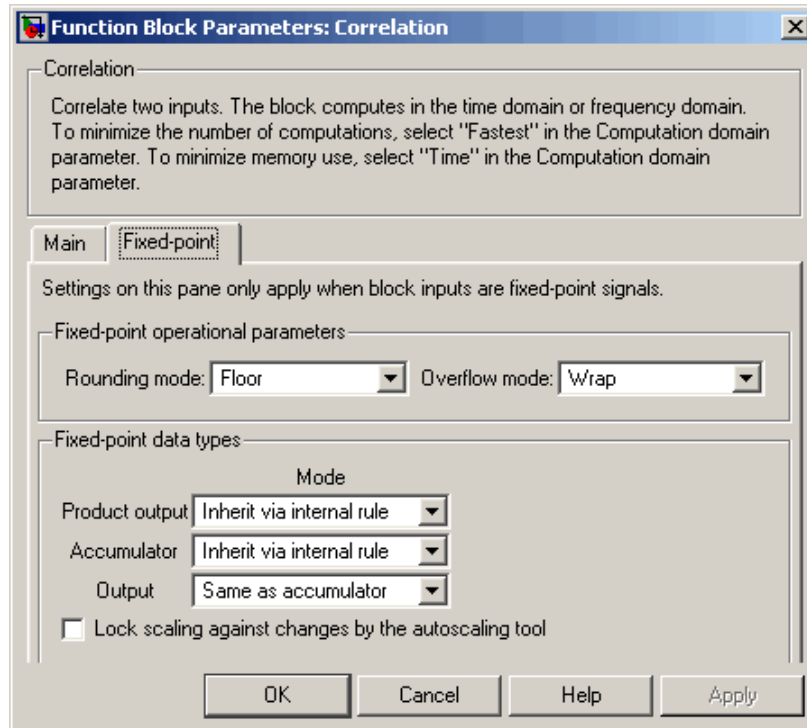 Function Block Parameters: Correlation
Correlation
Correlate two inputs. The block computes in the time domain or frequency domain.
To minimize the number of computations, select "Fastest" in the Computation domain
parameter. To minimize memory use, select "Time" in the Computation domain
parameter.
Main Fixed-point
Settings on this pane only apply when block inputs are fixed-point signals.
Fixed-point operational parameters
Rounding mode: Floor Overflow mode: Wrap
Fixed-point data types
Mode
Product output Inherit via internal rule
Accumulator Inherit via internal rule
Output Same as accumulator
Lock scaling against changes by the autoscaling tool
OK Cancel Help Apply